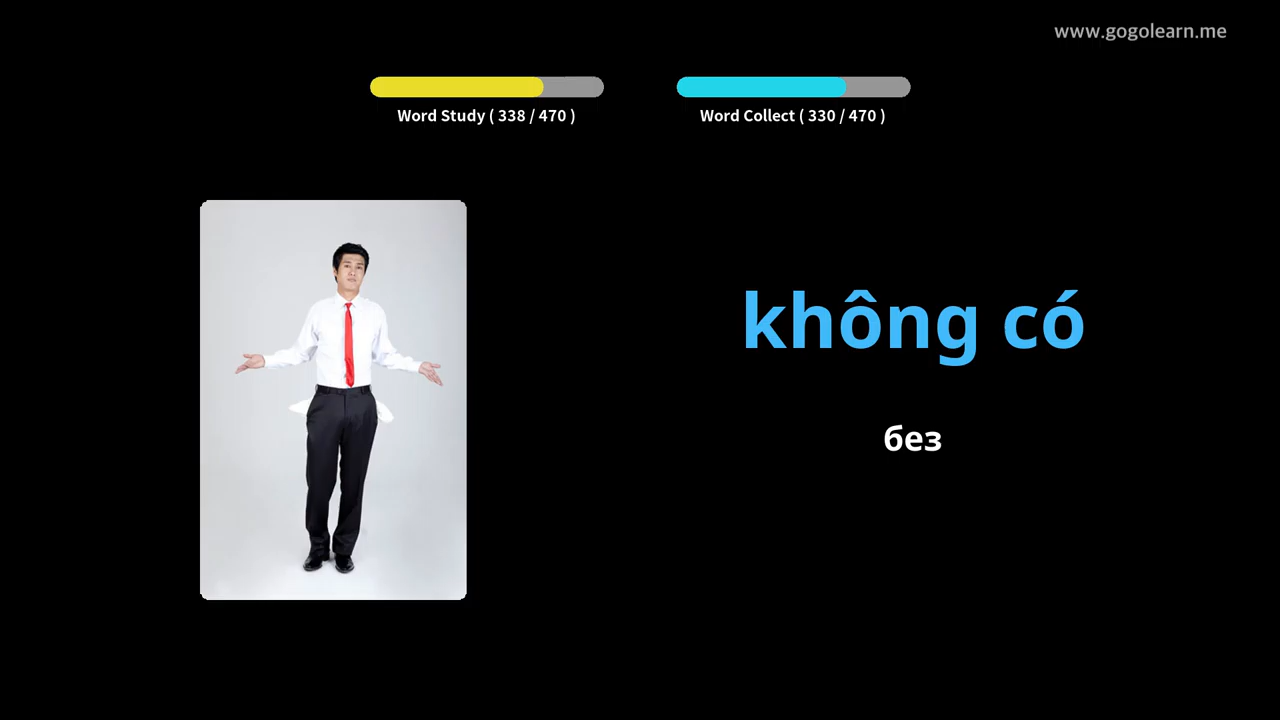 www.gogolearn.me
Word Study ( 338 / 470 )
Word Collect ( 330 / 470 )
không có
без